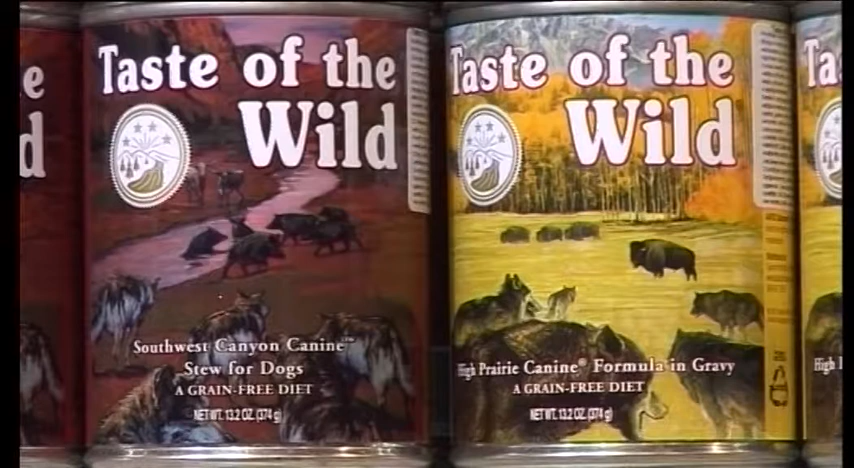 Taste of the
Wild
Southwest Canyon Canine™
Stew for Dogs
A GRAIN-FREE DIET
NET WT. 13.2 OZ. (374g)
Taste of the
Wild
High Prairie Canine® Formula in Gravy
A GRAIN-FREE DIET
NET WT. 13.2 OZ. (374g)
e
d
Ta
High